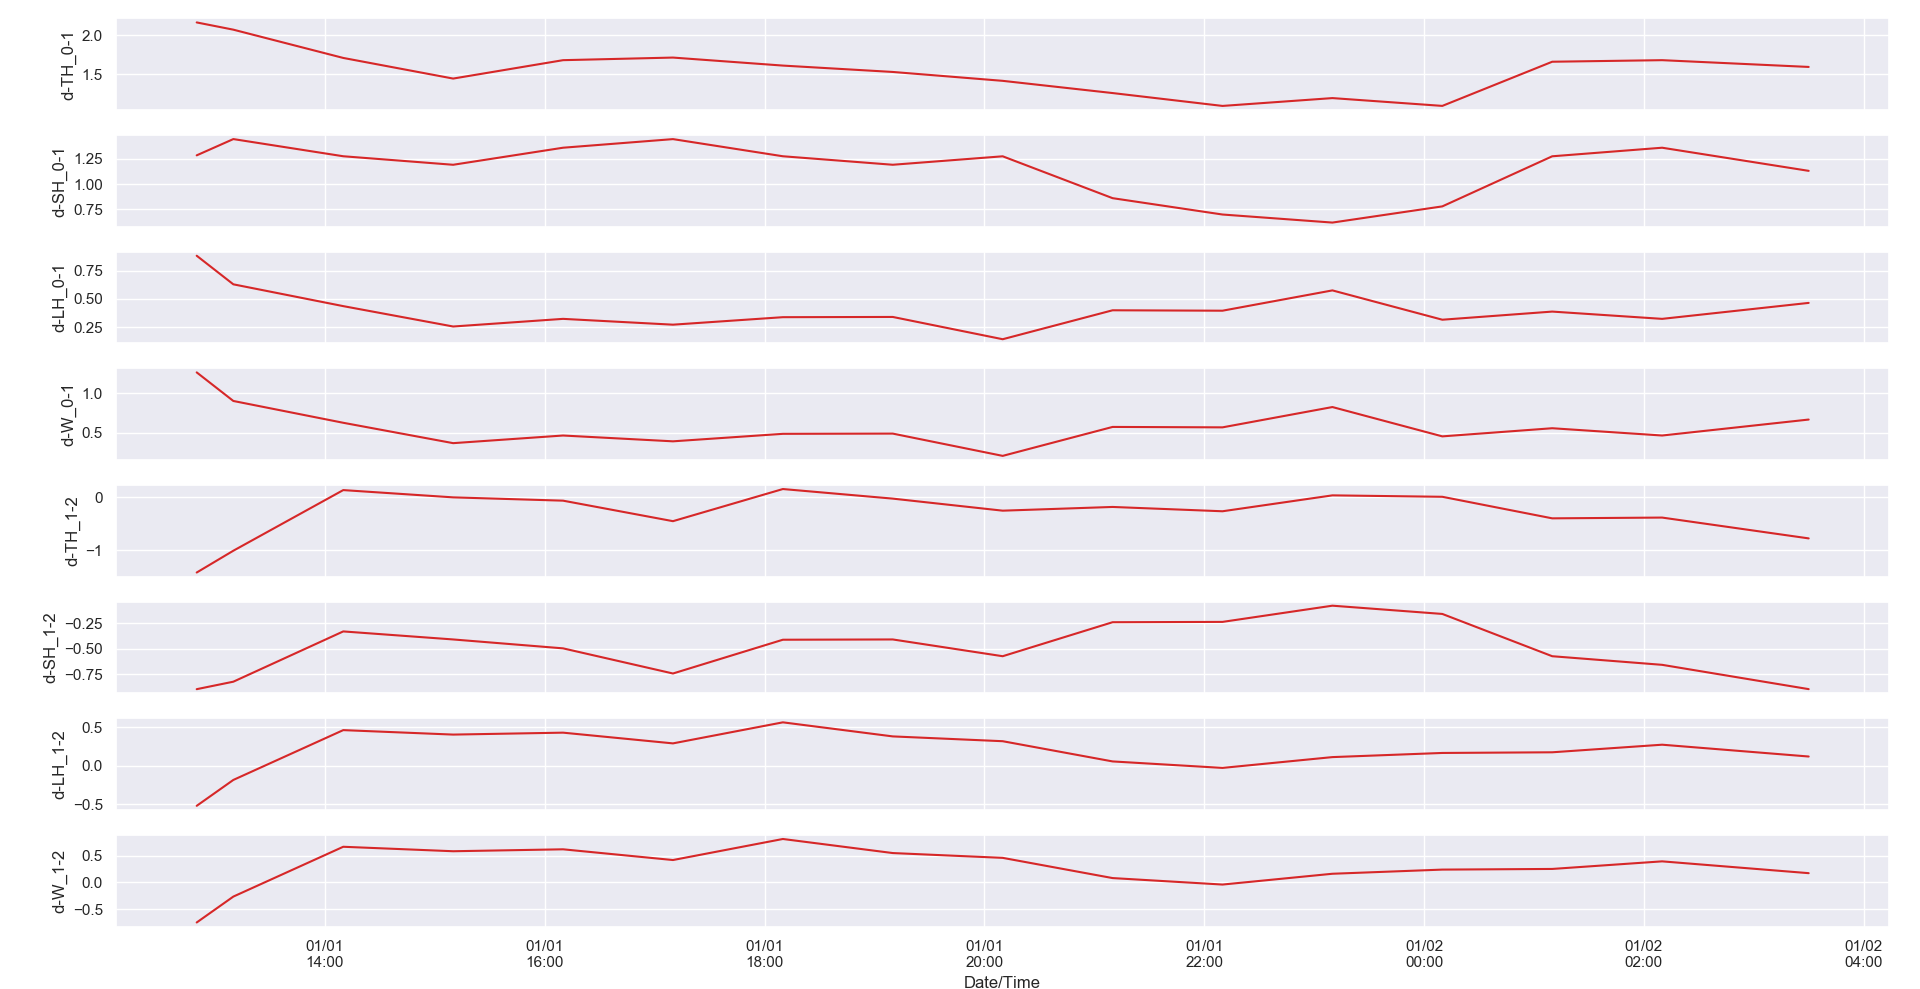 d-TH_0-1
2.0
1.5
d-SH_0-1
1.25
1.00
0.75
d-LH_0-1
0.75
0.50
0.25
d-W_0-1
1.0
0.5
d-TH_1-2
0
−1
d-SH_1-2
−0.25
−0.50
−0.75
d-LH_1-2
0.5
0.0
−0.5
d-W_1-2
0.5
0.0
−0.5
01/01 01/01 01/01 01/01 01/01 01/02 01/02 01/02
14:00 16:00 18:00 20:00 22:00 00:00 02:00 04:00
Date/Time